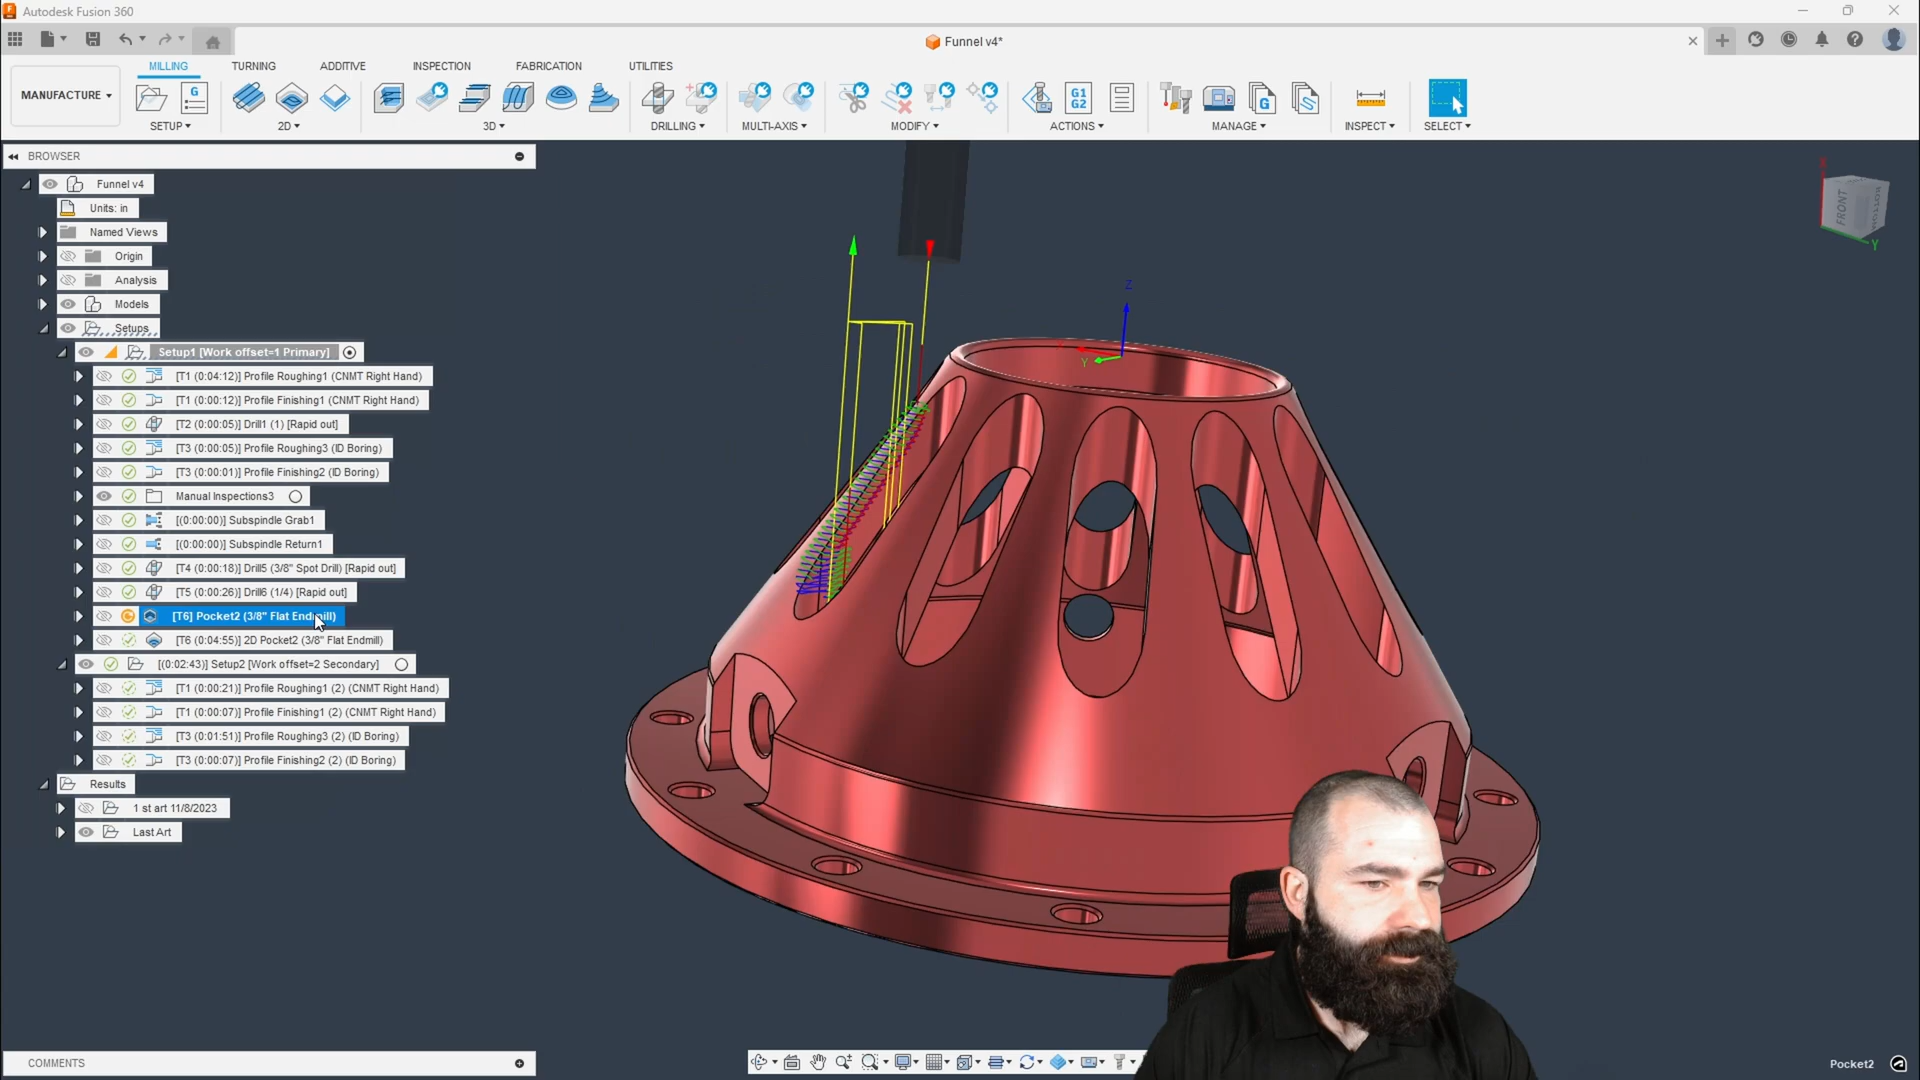 Autodesk Fusion 360
Funnel v4*
MANUFACTURE
MILLING
TURNING
ADDITIVE
INSPECTION
FABRICATION
UTILITIES
G
G1
G2
G
S
SETUP
2D
3D
DRILLING
MULTI-AXIS
MODIFY
ACTIONS
MANAGE
INSPECT
SELECT
BROWSER
Funnel v4
Units: in
Named Views
Origin
Analysis
Models
Setups
Setup1 [Work offset=1 Primary]
[T1 (0:04:12)] Profile Roughing1 (CNMT Right Hand)
[T1 (0:00:12)] Profile Finishing1 (CNMT Right Hand)
[T2 (0:00:05)] Drill1 (1) [Rapid out]
[T3 (0:00:05)] Profile Roughing3 (ID Boring)
[T3 (0:00:01)] Profile Finishing2 (ID Boring)
Manual Inspections3
[(0:00:00)] Subspindle Grab1
[(0:00:00)] Subspindle Return1
[T4 (0:00:18)] Drill5 (3/8" Spot Drill) [Rapid out]
[T5 (0:00:26)] Drill6 (1/4) [Rapid out]
[T6] Pocket2 (3/8" Flat Endmill)
[T6 (0:04:55)] 2D Pocket2 (3/8" Flat Endmill)
[(0:02:43)] Setup2 [Work offset=2 Secondary]
[T1 (0:00:21)] Profile Roughing1 (2) (CNMT Right Hand)
[T1 (0:00:07)] Profile Finishing1 (2) (CNMT Right Hand)
[T3 (0:01:51)] Profile Roughing3 (2) (ID Boring)
[T3 (0:00:07)] Profile Finishing2 (2) (ID Boring)
Results
1 st art 11/8/2023
Last Art
COMMENTS
Z
Y
FRONT
Y
Pocket2